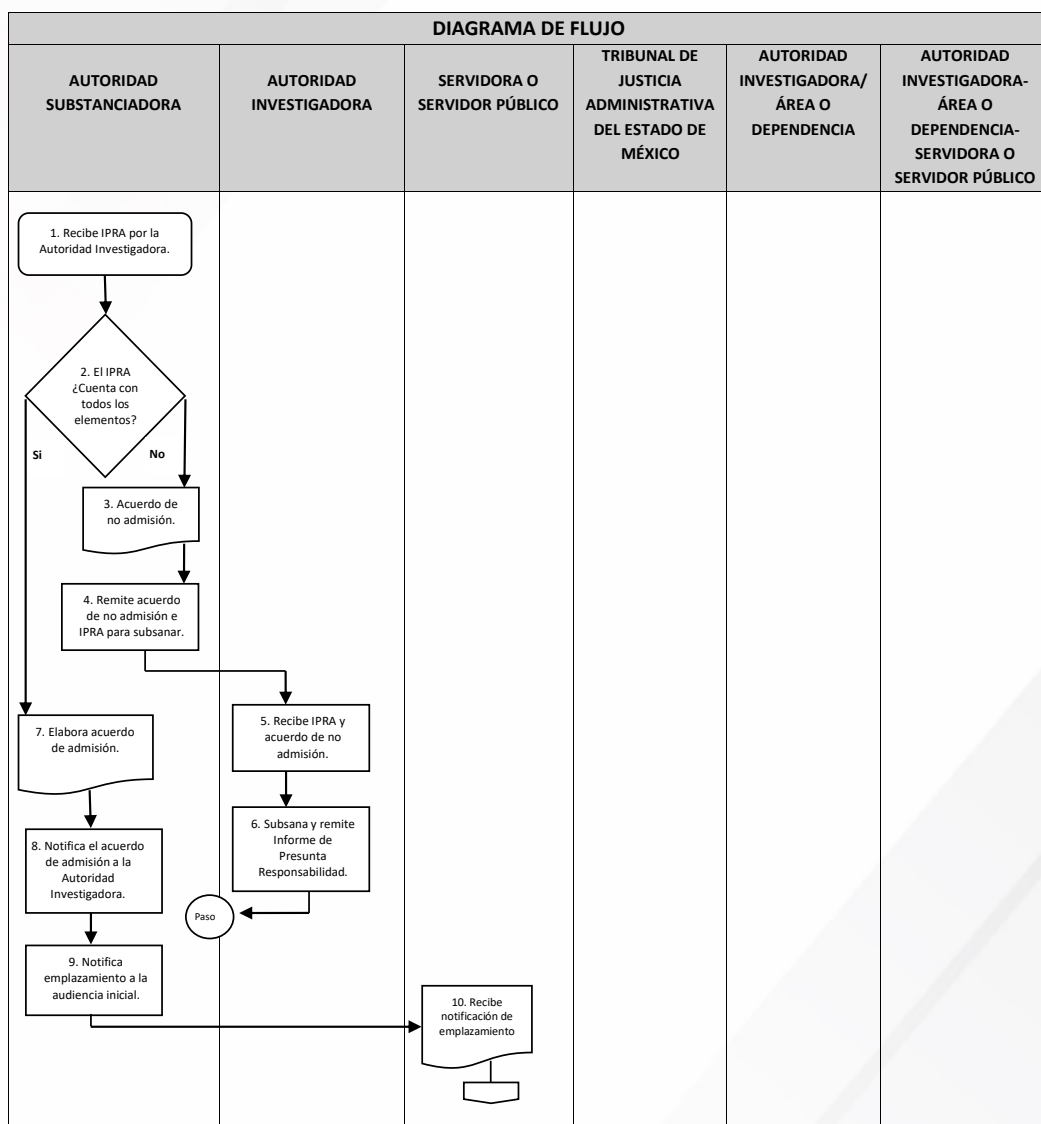 DIAGRAMA DE FLUJO
AUTORIDAD
SUBSTANCIADORA
AUTORIDAD
INVESTIGADORA
SERVIDORA O
SERVIDOR PÚBLICO
TRIBUNAL DE
JUSTICIA
ADMINISTRATIVA
DEL ESTADO DE
MÉXICO
AUTORIDAD
INVESTIGADORA/
ÁREA O
DEPENDENCIA
AUTORIDAD
INVESTIGADORA-
ÁREA O
DEPENDENCIA-
SERVIDORA O
SERVIDOR PÚBLICO
1. Recibe IPRA por la
Autoridad Investigadora.
2. El IPRA
¿Cuenta con
todos los
elementos?
Si
No
3. Acuerdo de
no admisión.
4. Remite acuerdo
de no admisión e
IPRA para subsanar.
5. Recibe IPRA y
acuerdo de no
admisión.
6. Subsana y remite
Informe de
Presunta
Responsabilidad.
Paso
7. Elabora acuerdo
de admisión.
8. Notifica el acuerdo
de admisión a la
Autoridad
Investigadora.
9. Notifica
emplazamiento a la
audiencia inicial.
10. Recibe
notificación de
emplazamiento